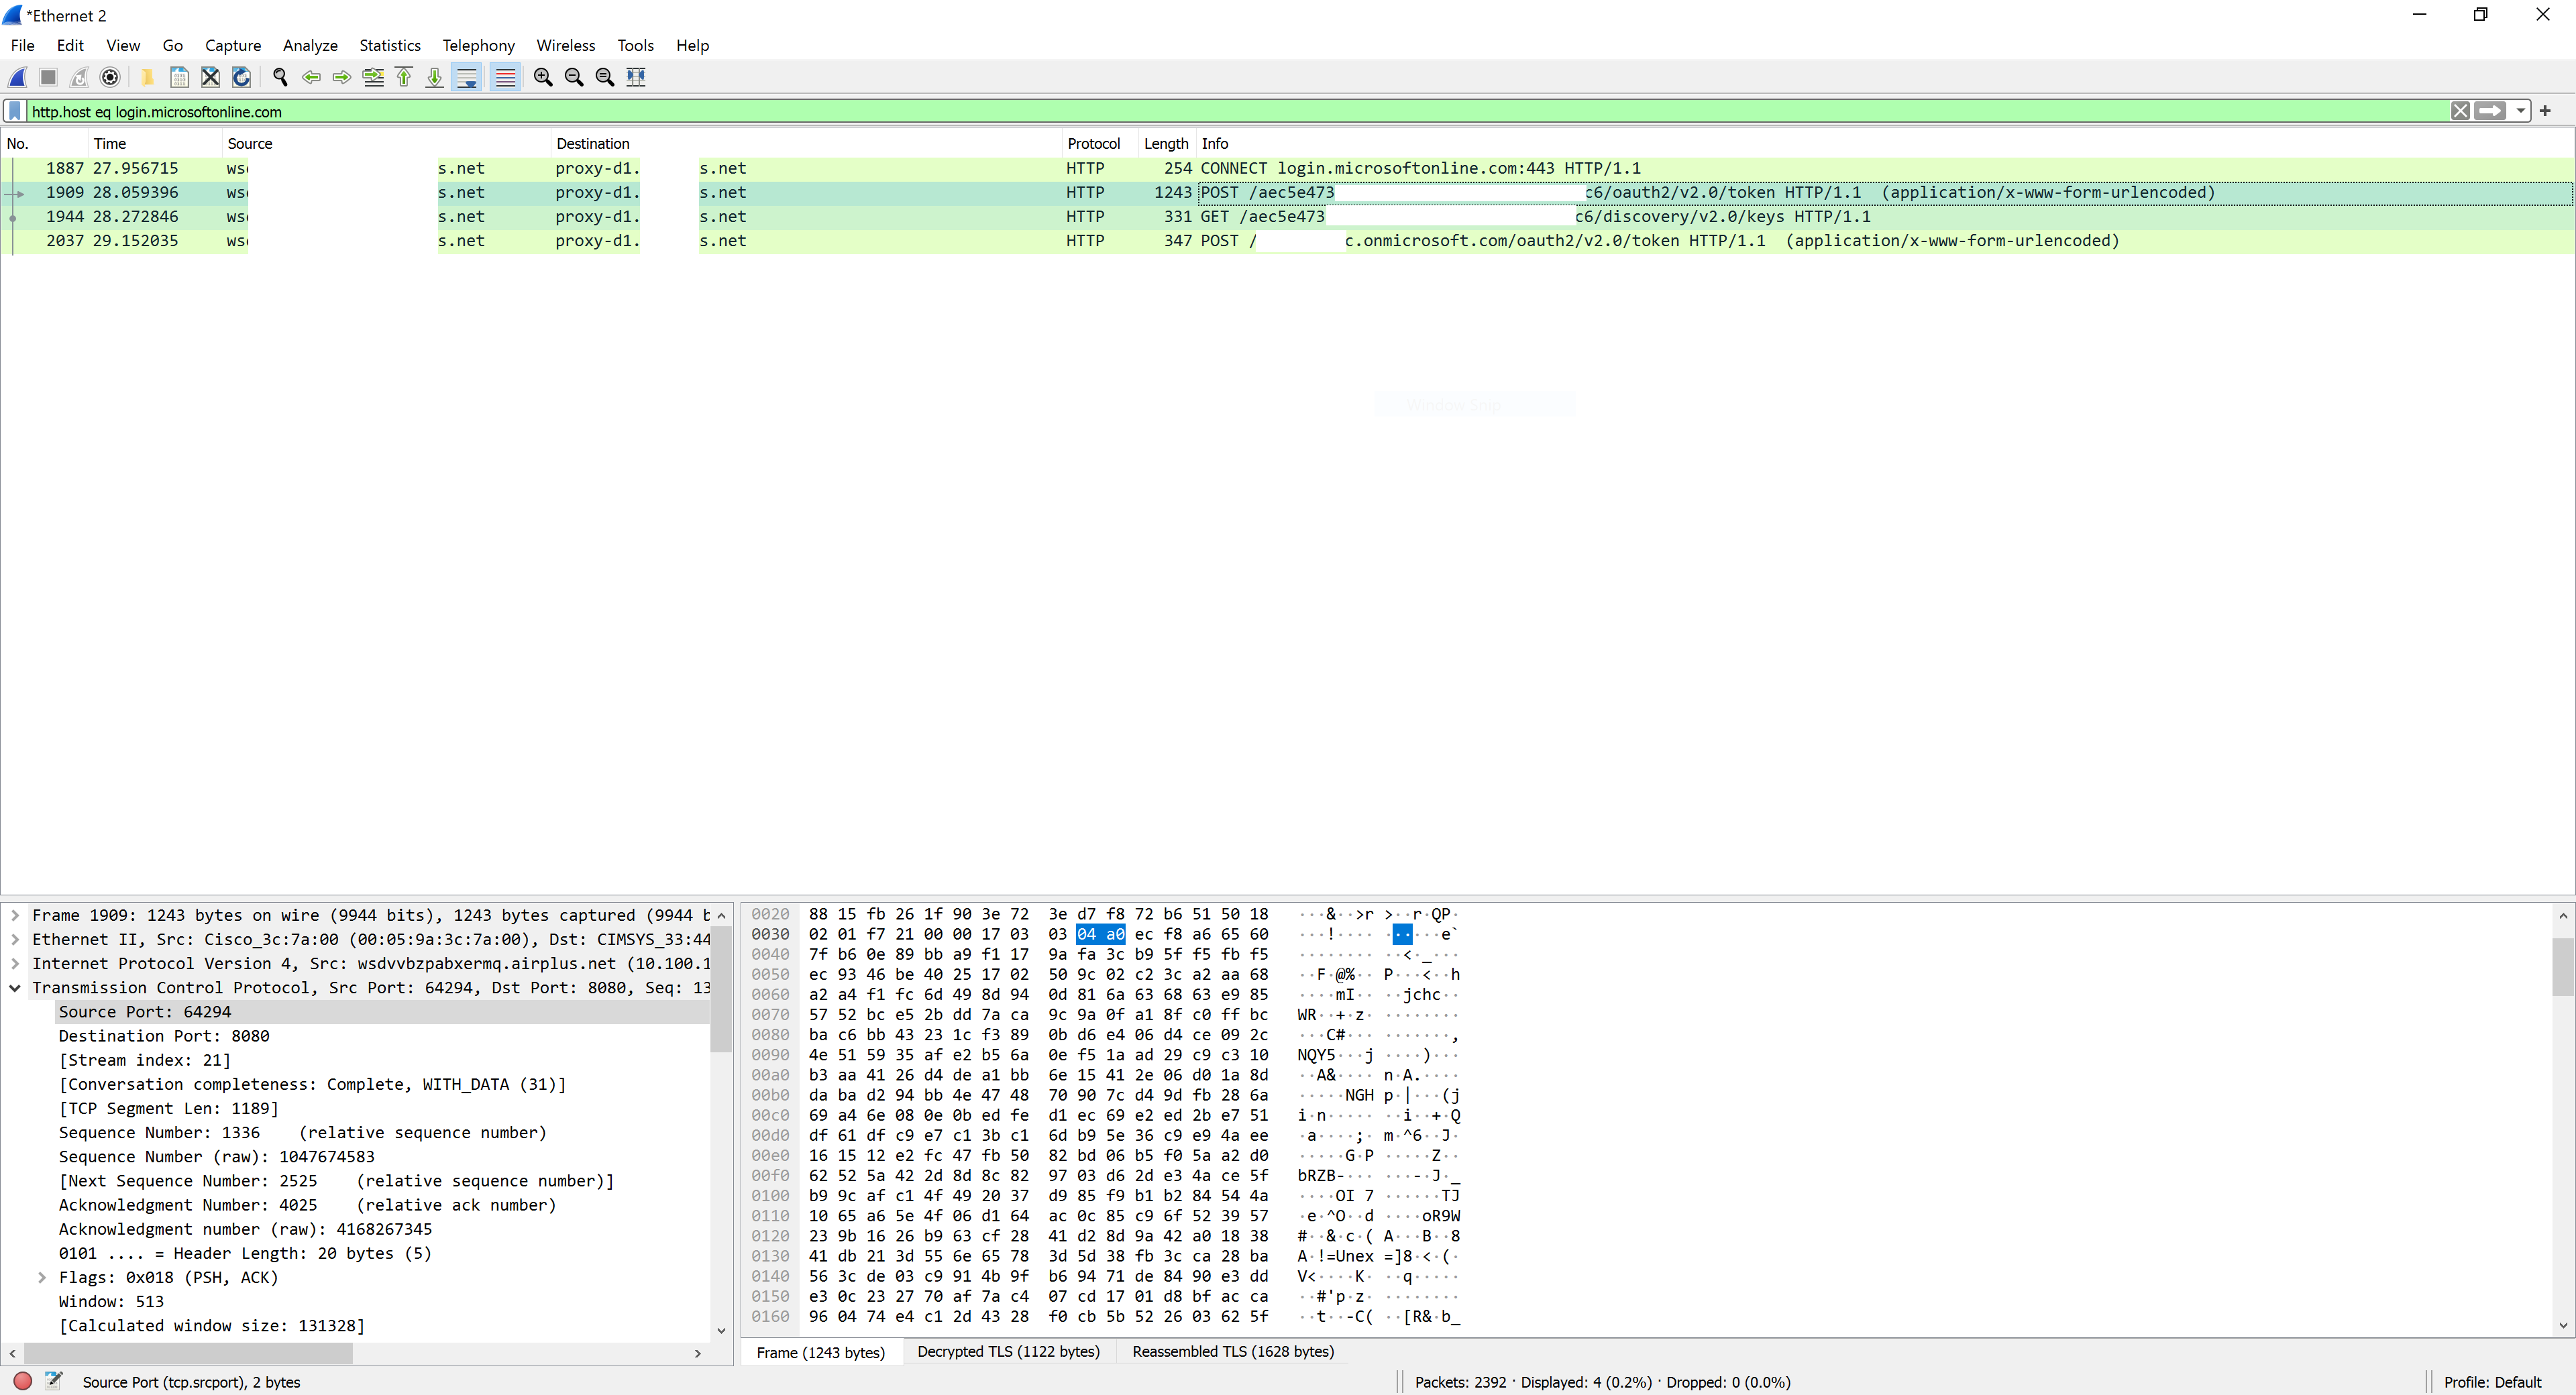 *Ethernet 2
File Edit View Go Capture Analyze Statistics Telephony Wireless Tools Help
http.host eq login.microsoftonline.com
No. Time Source Destination Protocol Length Info
1887 27.956715 ws s.net proxy-d1. s.net HTTP 254 CONNECT login.microsoftonline.com:443 HTTP/1.1
1909 28.059396 ws s.net proxy-d1. s.net HTTP 1243 POST /aec5e473 c6/oauth2/v2.0/token HTTP/1.1 (application/x-www-form-urlencoded)
1944 28.272846 ws s.net proxy-d1. s.net HTTP 331 GET /aec5e473 c6/discovery/v2.0/keys HTTP/1.1
2037 29.152035 ws s.net proxy-d1. s.net HTTP 347 POST / c.onmicrosoft.com/oauth2/v2.0/token HTTP/1.1 (application/x-www-form-urlencoded)
Window Snip
Frame 1909: 1243 bytes on wire (9944 bits), 1243 bytes captured (9944 b
Ethernet II, Src: Cisco_3c:7a:00 (00:05:9a:3c:7a:00), Dst: CIMSYS_33:44
Internet Protocol Version 4, Src: wsdvvbzpabxermq.airplus.net (10.100.1
Transmission Control Protocol, Src Port: 64294, Dst Port: 8080, Seq: 13
Source Port: 64294
Destination Port: 8080
[Stream index: 21]
[Conversation completeness: Complete, WITH_DATA (31)]
[TCP Segment Len: 1189]
Sequence Number: 1336 (relative sequence number)
Sequence Number (raw): 1047674583
[Next Sequence Number: 2525 (relative sequence number)]
Acknowledgment Number: 4025 (relative ack number)
Acknowledgment number (raw): 4168267345
0101 .... = Header Length: 20 bytes (5)
Flags: 0x018 (PSH, ACK)
Window: 513
[Calculated window size: 131328]
0020 88 15 fb 26 1f 90 3e 72 3e d7 f8 72 b6 51 50 18 ···&··>r >··r·QP·
0030 02 01 f7 21 00 00 17 03 03 04 a0 ec f8 a6 65 60 ···!···· ······e`
0040 7f b6 0e 89 bb a9 f1 17 9a fa 3c b9 5f f5 fb f5 ········ ··<·_···
0050 ec 93 46 be 40 25 17 02 50 9c 02 c2 3c a2 aa 68 ··F·@%·· P···<··h
0060 a2 a4 f1 fc 6d 49 8d 94 0d 81 6a 63 68 63 e9 85 ····mI·· ··jchc··
0070 57 52 bc e5 2b dd 7a ca 9c 9a 0f a1 8f c0 ff bc WR··+·z· ········
0080 ba c6 bb 43 23 1c f3 89 0b d6 e4 06 d4 ce 09 2c ···C#··· ·······,
0090 4e 51 59 35 af e2 b5 6a 0e f5 1a ad 29 c9 c3 10 NQY5···j ····)···
00a0 b3 aa 41 26 d4 de a1 bb 6e 15 41 2e 06 d0 1a 8d ··A&···· n·A.····
00b0 da ba d2 94 bb 4e 47 48 70 90 7c d4 9d fb 28 6a ·····NGH p·|···(j
00c0 69 a4 6e 08 0e 0b ed fe d1 ec 69 e2 ed 2b e7 51 i·n····· ··i··+·Q
00d0 df 61 df c9 e7 c1 3b c1 6d b9 5e 36 c9 e9 4a ee ·a····;· m·^6··J·
00e0 16 15 12 e2 fc 47 fb 50 82 bd 06 b5 f0 5a a2 d0 ·····G·P ·····Z··
00f0 62 52 5a 42 2d 8d 8c 82 97 03 d6 2d e3 4a ce 5f bRZB-··· ···-·J·_
0100 b9 9c af c1 4f 49 20 37 d9 85 f9 b1 b2 84 54 4a ····OI 7 ······TJ
0110 10 65 a6 5e 4f 06 d1 64 ac 0c 85 c9 6f 52 39 57 ·e·^O··d ····oR9W
0120 23 9b 16 26 b9 63 cf 28 41 d2 8d 9a 42 a0 18 38 #··&·c·( A···B··8
0130 41 db 21 3d 55 6e 65 78 3d 5d 38 fb 3c ca 28 ba A·!=Unex =]8·<·(·
0140 56 3c de 03 c9 91 4b 9f b6 94 71 de 84 90 e3 dd V<····K· ··q·····
0150 e3 0c 23 27 70 af 7a c4 07 cd 17 01 d8 bf ac ca ··#'p·z· ········
0160 96 04 74 e4 c1 2d 43 28 f0 cb 5b 52 26 03 62 5f ··t··-C( ··[R&·b_
Frame (1243 bytes) Decrypted TLS (1122 bytes) Reassembled TLS (1628 bytes)
Source Port (tcp.srcport), 2 bytes Packets: 2392 · Displayed: 4 (0.2%) · Dropped: 0 (0.0%) Profile: Default